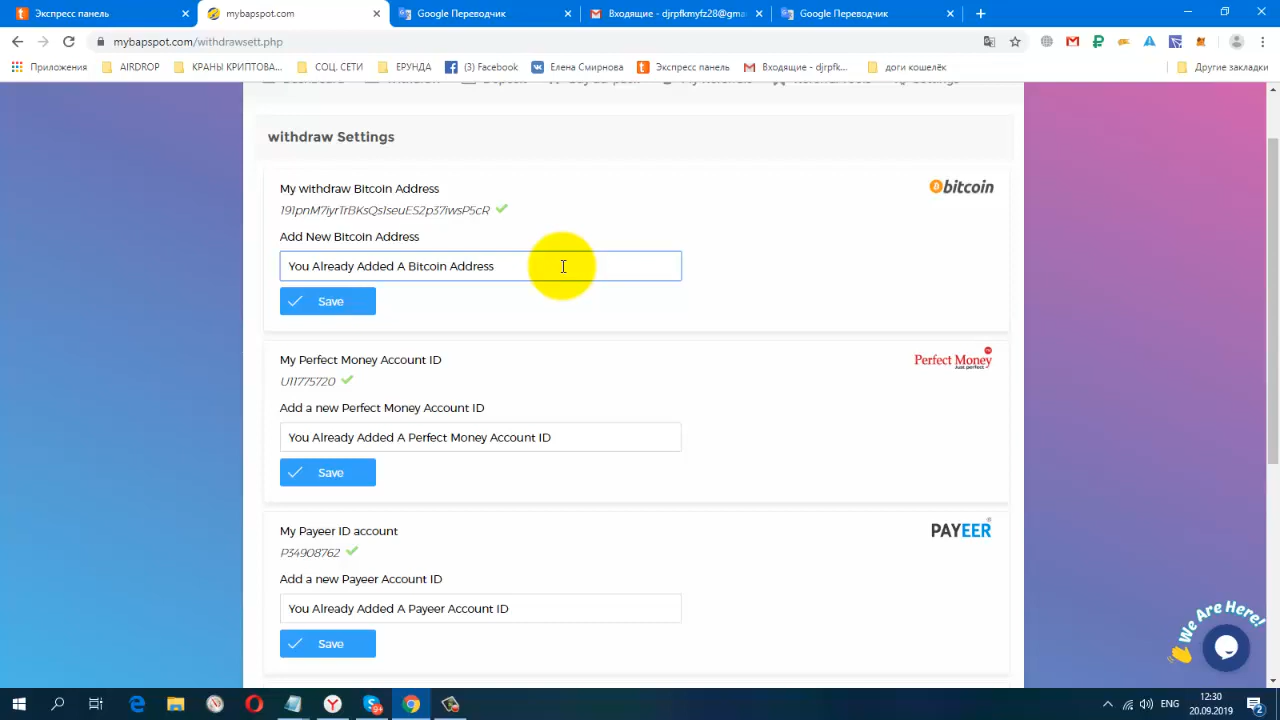 Экспресс панель
mybapspot.com
Google Переводчик
Входящие - djrpfkmyfz28@gma
Google Переводчик
mybapspot.com/withdrawsett.php
Приложения
AIRDROP
КРАНЫ КРИПТОВА...
СОЦ. СЕТИ
ЕРУНДА
(3) Facebook
Елена Смирнова
Экспресс панель
Входящие - djrpfk...
доги кошелёк
Другие закладки
withdraw Settings
My withdraw Bitcoin Address
bitcoin
191pnM7iyrTrBKsQs1seuES2p37iwsP5cR
Add New Bitcoin Address
You Already Added A Bitcoin Address
Save
My Perfect Money Account ID
Perfect Money
Just perfect
U11775720
Add a new Perfect Money Account ID
You Already Added A Perfect Money Account ID
Save
My Payeer ID account
PAYEER
P34908762
Add a new Payeer Account ID
You Already Added A Payeer Account ID
Save
We Are Here!
12:30
ENG
20.09.2019